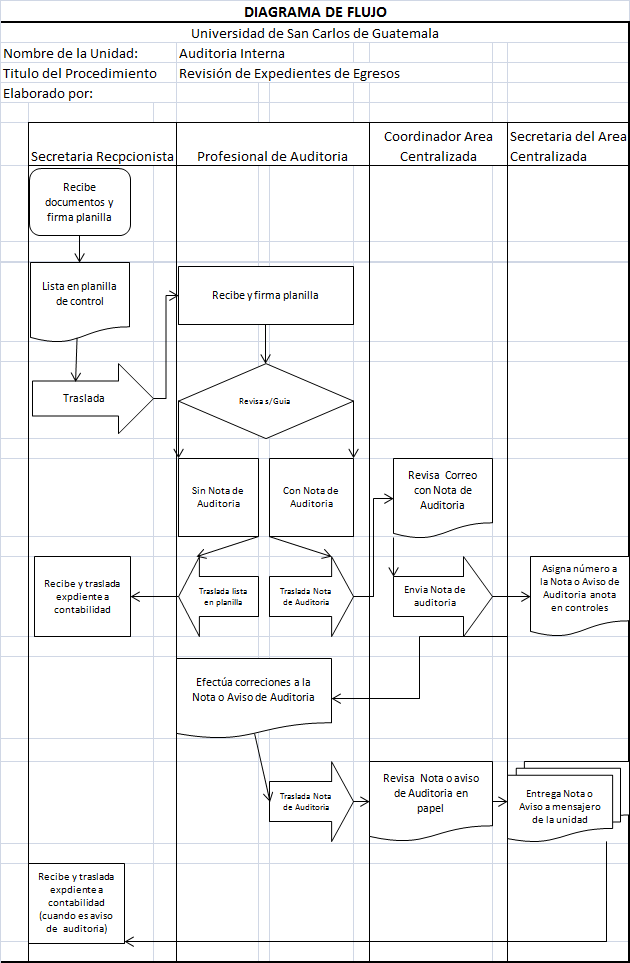 DIAGRAMA DE FLUJO
Universidad de San Carlos de Guatemala
Nombre de la Unidad: Auditoria Interna
Titulo del Procedimiento Revisión de Expedientes de Egresos
Elaborado por:
Secretaria Recpcionista
Profesional de Auditoria
Coordinador Area
Centralizada
Secretaria del Area
Centralizada
Recibe
documentos y
firma planilla
Lista en planilla
de control
Recibe y firma planilla
Traslada
Revisa s/Guia
Sin Nota de
Auditoria
Con Nota de
Auditoria
Revisa Correo
con Nota de
Auditoria
Recibe y traslada
expdiente a
contabilidad
Traslada lista
en planilla
Traslada Nota
de Auditoria
Envia Nota de
auditoria
Asigna número a
la Nota o Aviso de
Auditoria anota
en controles
Efectúa correciones a la
Nota o Aviso de Auditoria
Traslada Nota
de Auditoria
Revisa Nota o aviso
de Auditoria en
papel
Entrega Nota o
Aviso a mensajero
de la unidad
Recibe y traslada
expdiente a
contabilidad
(cuando es aviso
de auditoria)